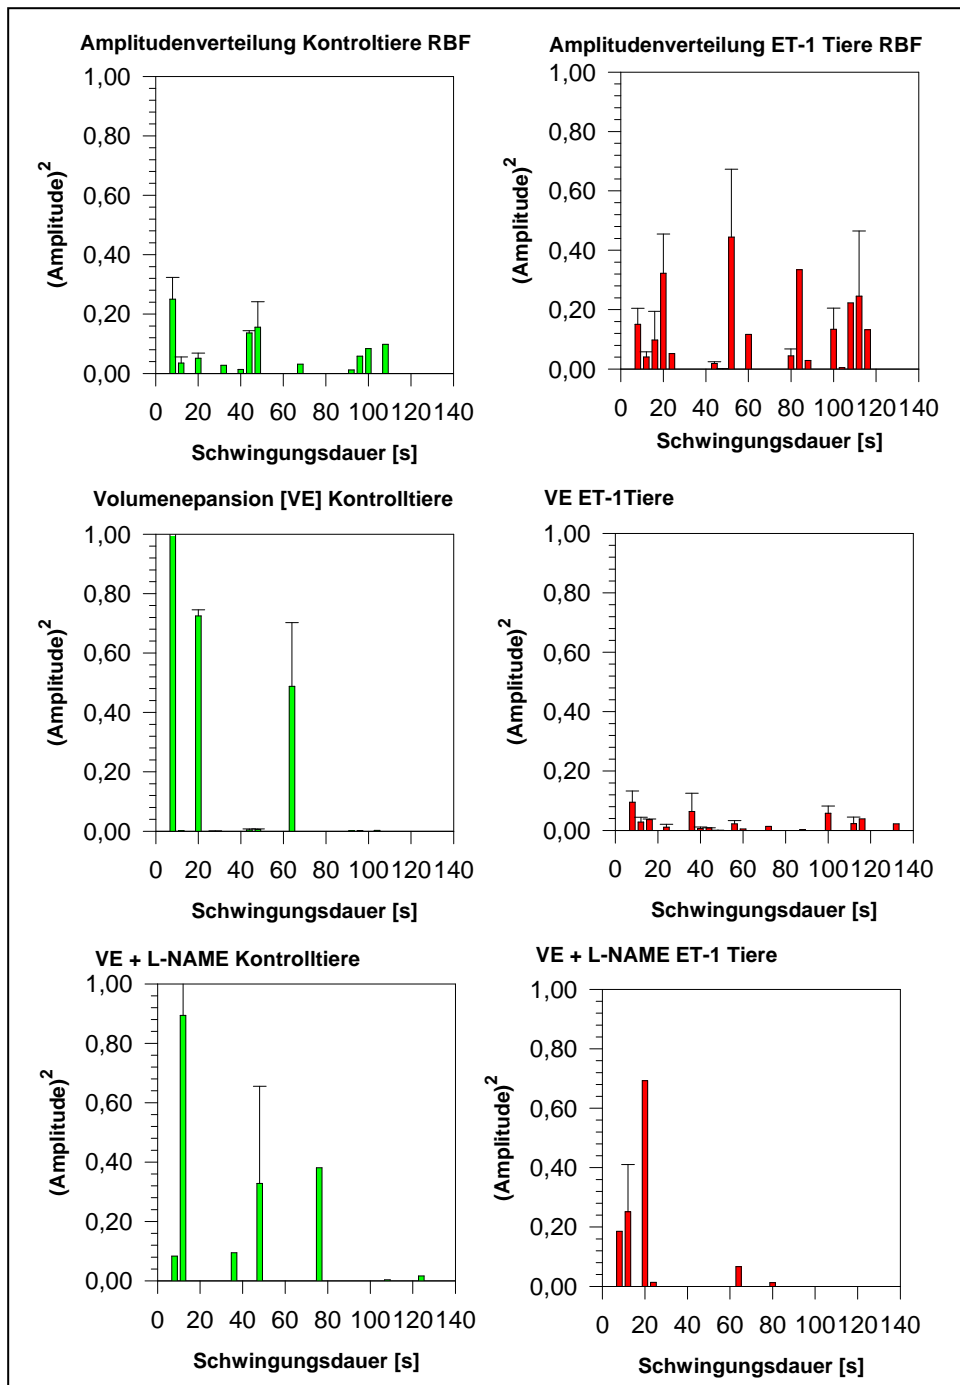 Amplitudenverteilung Kontroltiere RBF
1,00
0,80
0,60
0,40
0,20
0,00
(Amplitude)2
0 20 40 60 80 100 120 140
Schwingungsdauer [s]
Amplitudenverteilung ET-1 Tiere RBF
1,00
0,80
0,60
0,40
0,20
0,00
(Amplitude)2
0 20 40 60 80 100 120 140
Schwingungsdauer [s]
Volumenepansion [VE] Kontrolltiere
1,00
0,80
0,60
0,40
0,20
0,00
(Amplitude)2
0 20 40 60 80 100 120 140
Schwingungsdauer [s]
VE ET-1Tiere
1,00
0,80
0,60
0,40
0,20
0,00
(Amplitude)2
0 20 40 60 80 100 120 140
Schwingungsdauer [s]
VE + L-NAME Kontrolltiere
1,00
0,80
0,60
0,40
0,20
0,00
(Amplitude)2
0 20 40 60 80 100 120 140
Schwingungsdauer [s]
VE + L-NAME ET-1 Tiere
1,00
0,80
0,60
0,40
0,20
0,00
(Amplitude)2
0 20 40 60 80 100 120 140
Schwingungsdauer [s]